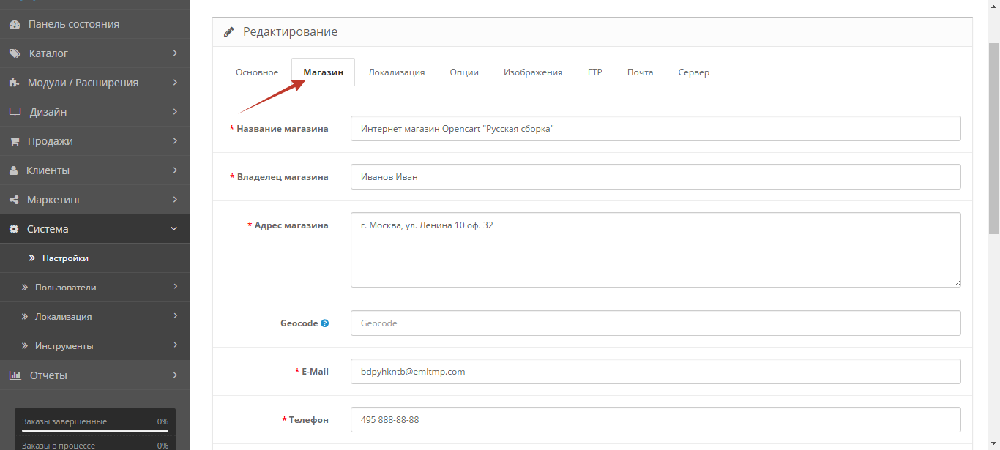 Панель состояния
Каталог
Модули / Расширения
Дизайн
Продажи
Клиенты
Маркетинг
Система
Настройки
Пользователи
Локализация
Инструменты
Отчеты
Заказы завершенные 0%
Заказы в процессе 0%
Редактирование
Основное Магазин Локализация Опции Изображения FTP Почта Сервер
* Название магазина Интернет магазин Opencart "Русская сборка"
* Владелец магазина Иванов Иван
* Адрес магазина г. Москва, ул. Ленина 10 оф. 32
Geocode ? Geocode
* E-Mail bdpyhkntb@emltmp.com
* Телефон 495 888-88-88